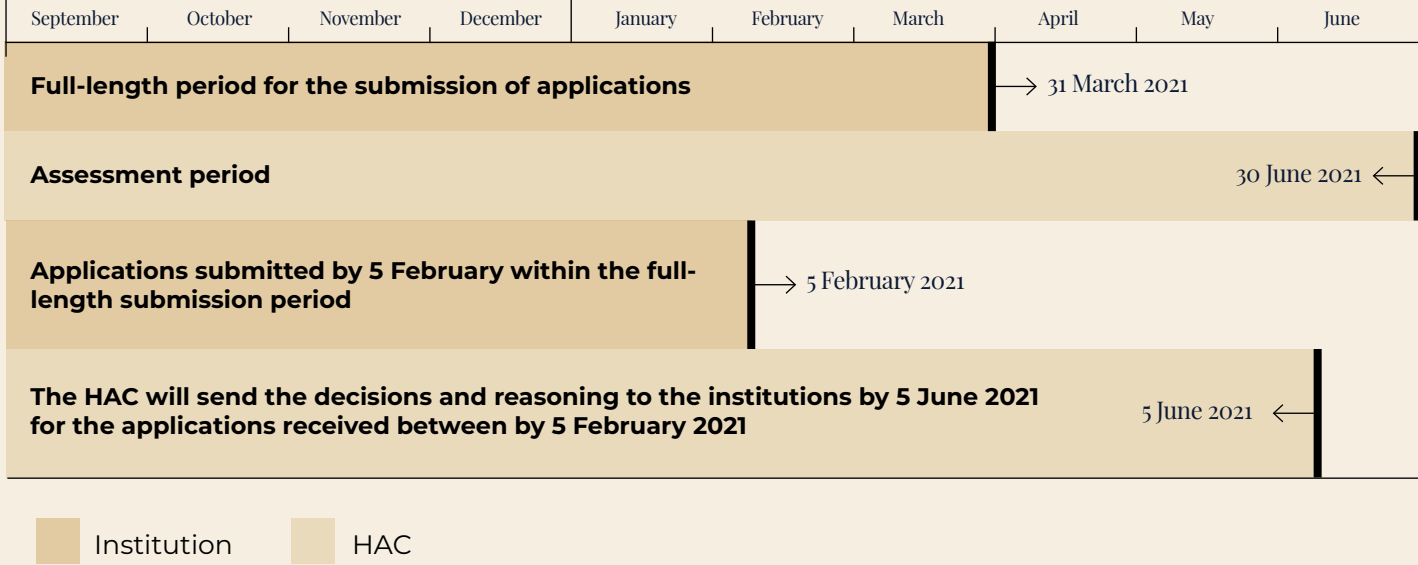 September October November December January February March April May June
Full-length period for the submission of applications
31 March 2021
Assessment period
30 June 2021
Applications submitted by 5 February within the full-
length submission period
5 February 2021
The HAC will send the decisions and reasoning to the institutions by 5 June 2021
for the applications received between by 5 February 2021
5 June 2021
Institution
HAC